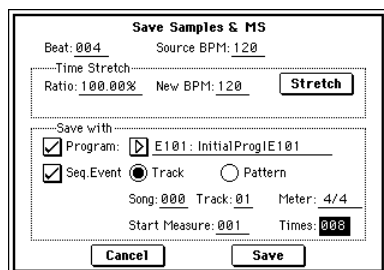 Save Samples & MS
Beat: 004 Source BPM: 120
Time Stretch
Ratio: 100.00% New BPM: 120 Stretch
Save with
Program: E101: InitialProgE101
Seq.Event Track Pattern
Song: 000 Track: 01 Meter: 4/4
Start Measure: 001 Times: 008
Cancel Save